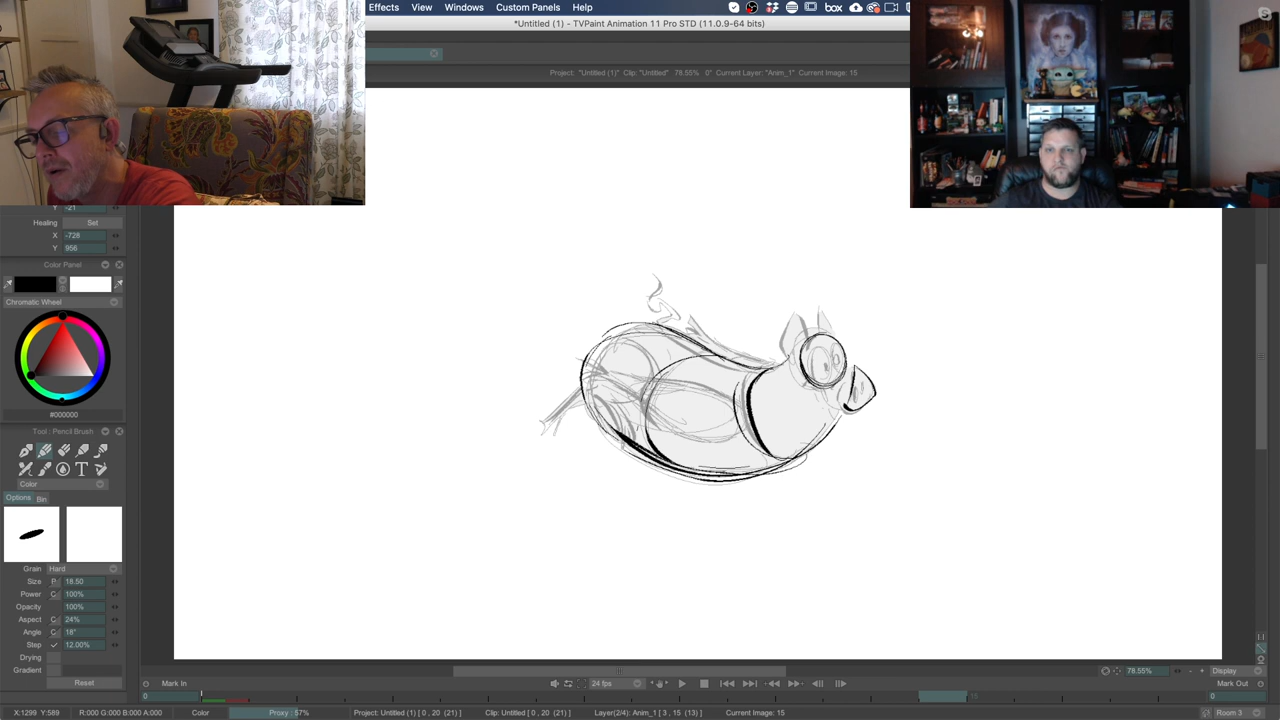 Effects View Windows Custom Panels Help
box
*Untitled (1) - TVPaint Animation 11 Pro STD (11.0.9-64 bits)
Project: "Untitled (1)" Clip: "Untitled" 78.55% 0° Current Layer: "Anim_1" Current Image: 15
Y -21
Healing Set
X -728
Y 956
Color Panel
Chromatic Wheel
#000000
Tool : Pencil Brush
T
Color
Options Bin
Grain Hard
Size P 18.50
Power C 100%
Opacity 100%
Aspect C 24%
Angle C 18°
Step 12.00%
Drying
Gradient
Reset
78.55% Display
Mark In 24 fps Mark Out
0 15 0
X:1299 Y:589 R:000 G:000 B:000 A:000 Color Proxy : 57% Project: Untitled (1) [ 0 , 20 (21) ] Clip: Untitled [ 0 , 20 (21) ] Layer(2/4): Anim_1 [ 3 , 15 (13) ] Current Image: 15 Room 3